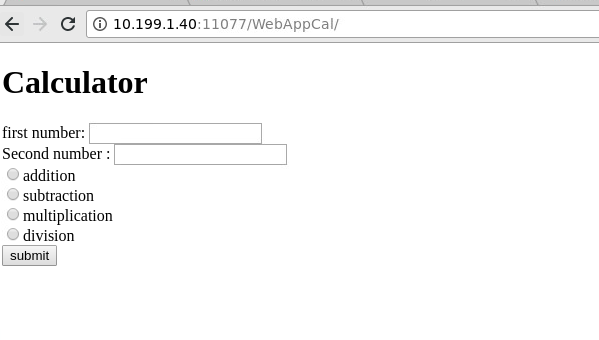 10.199.1.40:11077/WebAppCal/
Calculator
first number:
Second number :
addition
subtraction
multiplication
division
submit